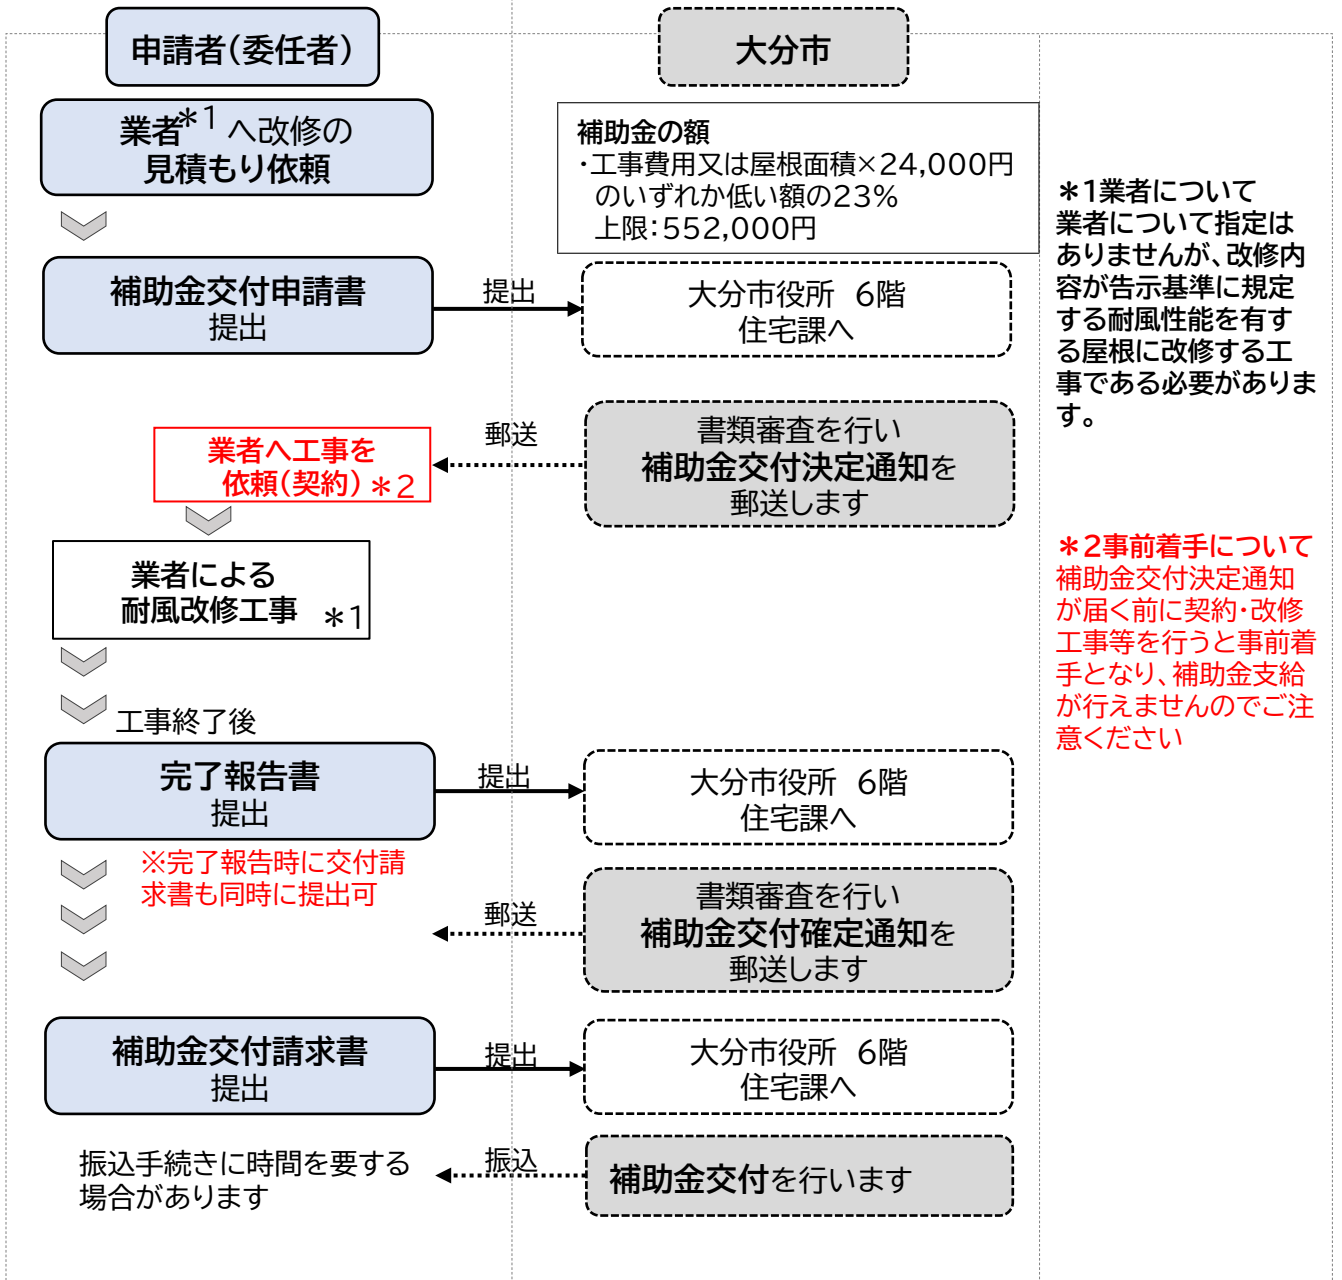 申請者（委任者）
大分市
業者＊1 へ改修の
見積もり依頼
補助金の額
・工事費用又は屋根面積×24,000円
のいずれか低い額の23%
上限：552,000円
補助金交付申請書
提出
提出
大分市役所 6階
住宅課へ
書類審査を行い
補助金交付決定通知を
郵送します
郵送
業者へ工事を
依頼（契約）＊2
業者による
耐風改修工事 ＊1
工事終了後
完了報告書
提出
提出
大分市役所 6階
住宅課へ
※完了報告時に交付請
求書も同時に提出可
書類審査を行い
補助金交付確定通知を
郵送します
郵送
補助金交付請求書
提出
提出
大分市役所 6階
住宅課へ
補助金交付を行います
振込
振込手続きに時間を要する
場合があります
＊1業者について
業者について指定は
ありませんが、改修内
容が告示基準に規定
する耐風性能を有す
る屋根に改修する工
事である必要がありま
す。
＊2事前着手について
補助金交付決定通知
が届く前に契約・改修
工事等を行うと事前着
手となり、補助金支給
が行えませんのでご注
意ください